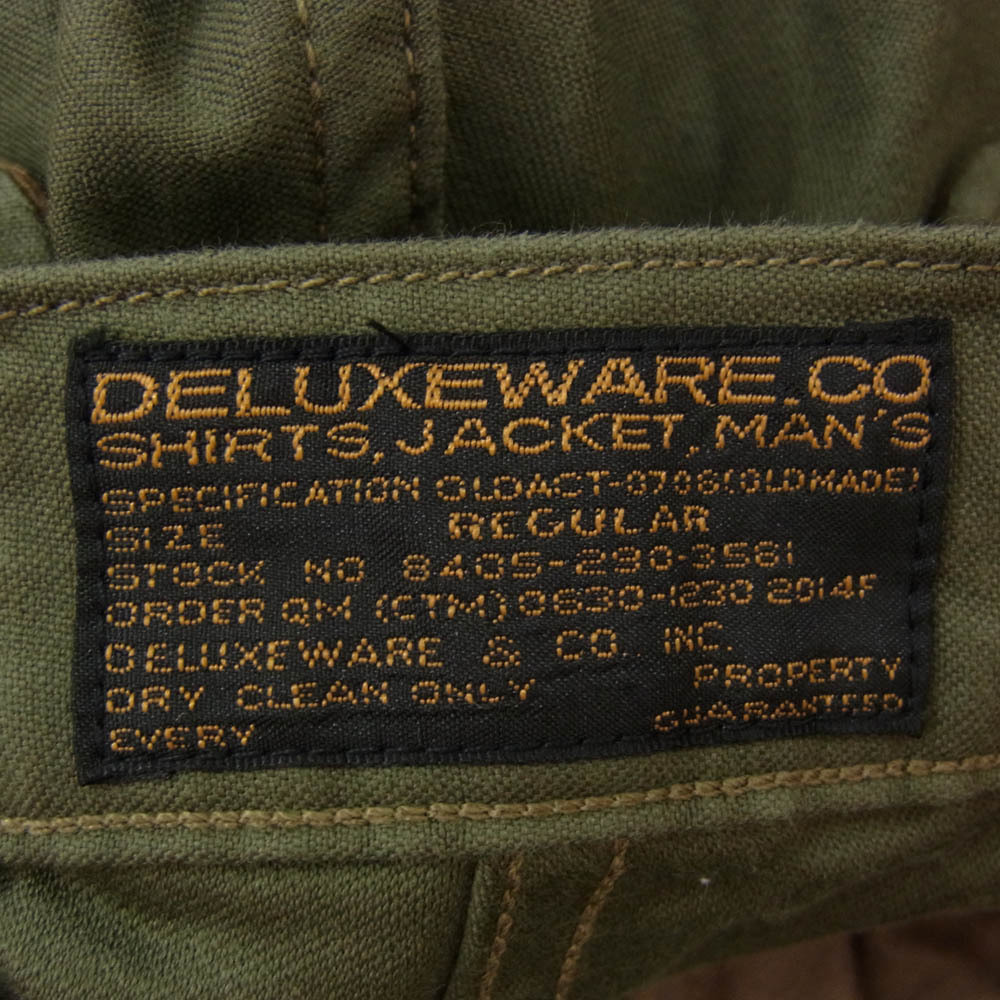 DELUXEWARE.CO
SHIRTS, JACKET, MAN'S
SPECIFICATION OLDACT-0706(OLDMADE)
SIZE REGULAR
STOCK NO 8405-290-3561
ORDER QM (CTM) 0630-1230 2014F
DELUXEWARE & CO., INC.
DRY CLEAN ONLY PROPERTY
EVERY GUARANTEED